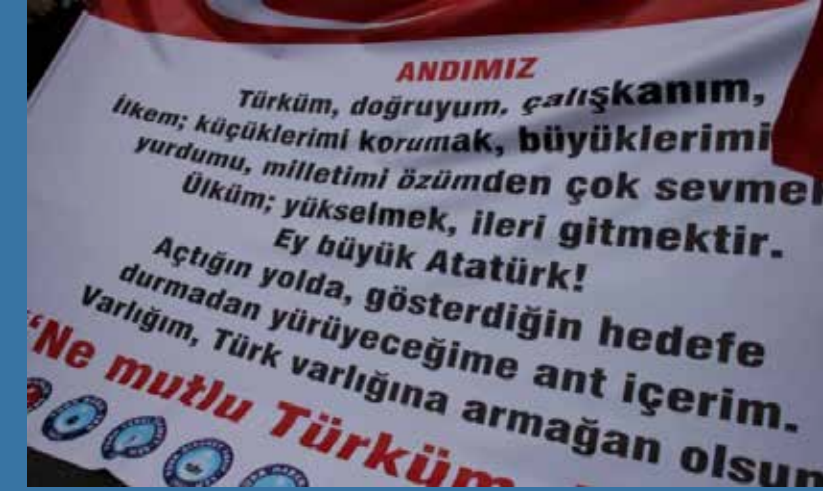 ANDIMIZ
Türküm, doğruyum, çalışkanım,
İlkem; küçüklerimi korumak, büyüklerimi
yurdumu, milletimi özümden çok sevmek
Ülküm; yükselmek, ileri gitmektir.
Ey büyük Atatürk!
Açtığın yolda, gösterdiğin hedefe
durmadan yürüyeceğime ant içerim.
Varlığım, Türk varlığına armağan olsun
“Ne mutlu Türküm